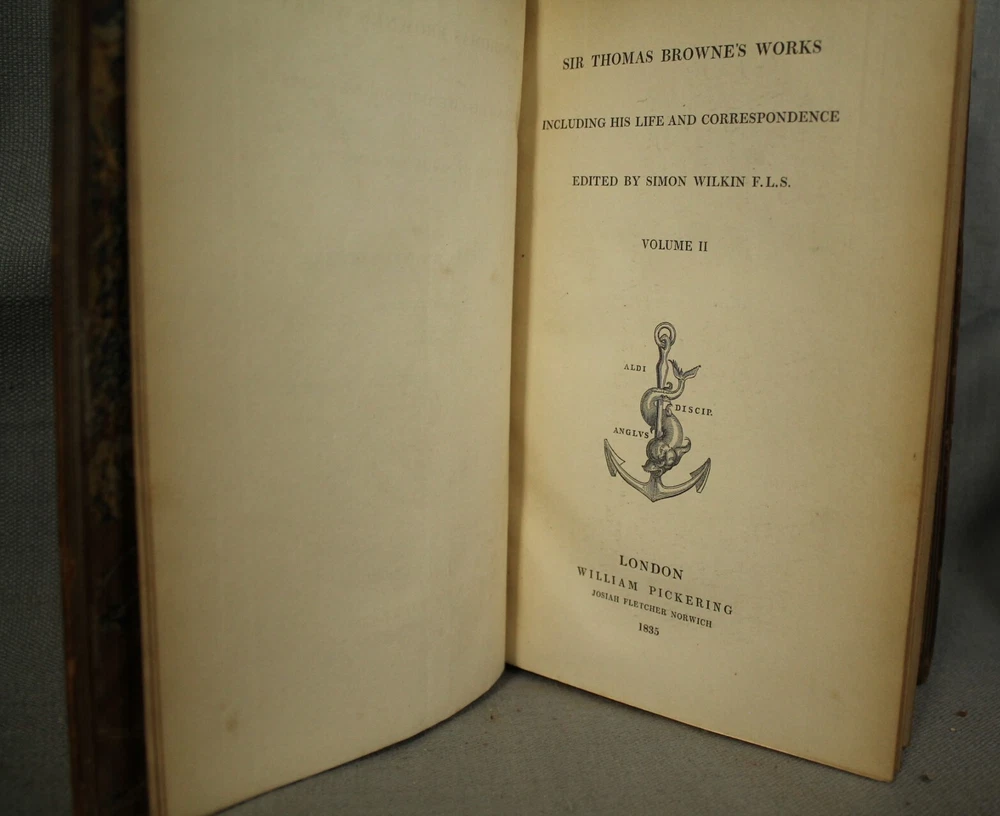 SIR THOMAS BROWNE'S WORKS
INCLUDING HIS LIFE AND CORRESPONDENCE
EDITED BY SIMON WILKIN F.L.S.
VOLUME II
ALDI
DISCIP.
ANGLVS
LONDON
WILLIAM PICKERING
JOSIAH FLETCHER NORWICH
1835